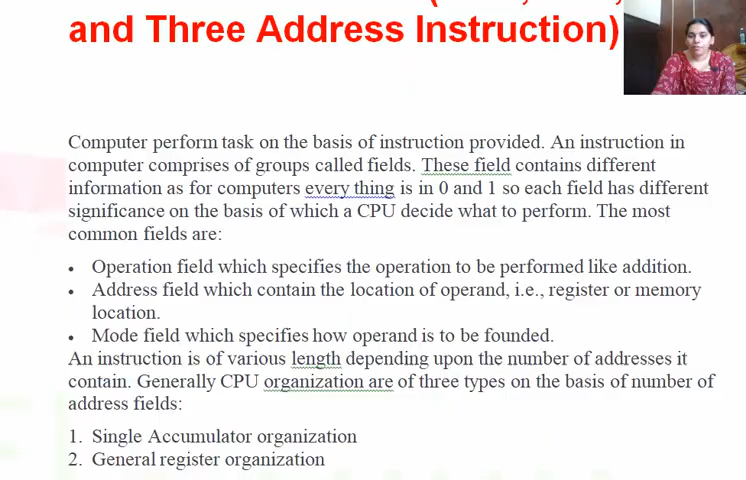 and Three Address Instruction)
Computer perform task on the basis of instruction provided. An instruction in
computer comprises of groups called fields. These field contains different
information as for computers every thing is in 0 and 1 so each field has different
significance on the basis of which a CPU decide what to perform. The most
common fields are:
• Operation field which specifies the operation to be performed like addition.
• Address field which contain the location of operand, i.e., register or memory
location.
• Mode field which specifies how operand is to be founded.
An instruction is of various length depending upon the number of addresses it
contain. Generally CPU organization are of three types on the basis of number of
address fields:
1. Single Accumulator organization
2. General register organization